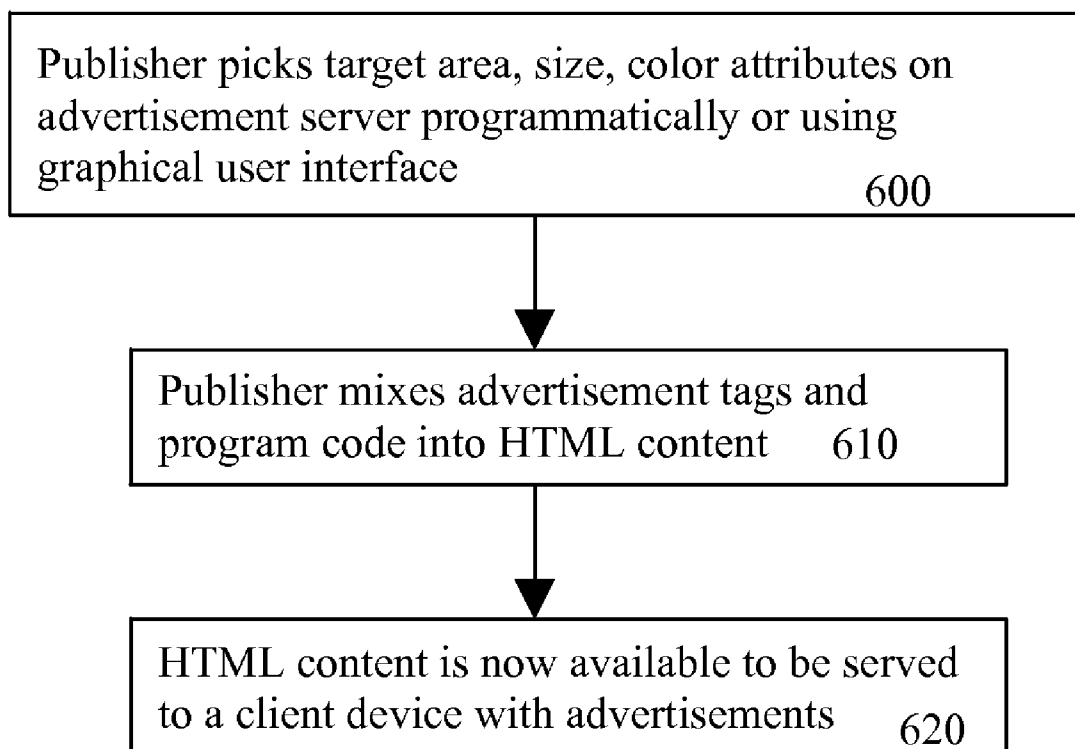 Publisher picks target area, size, color attributes on
advertisement server programmatically or using
graphical user interface
600
Publisher mixes advertisement tags and
program code into HTML content 610
HTML content is now available to be served
to a client device with advertisements 620